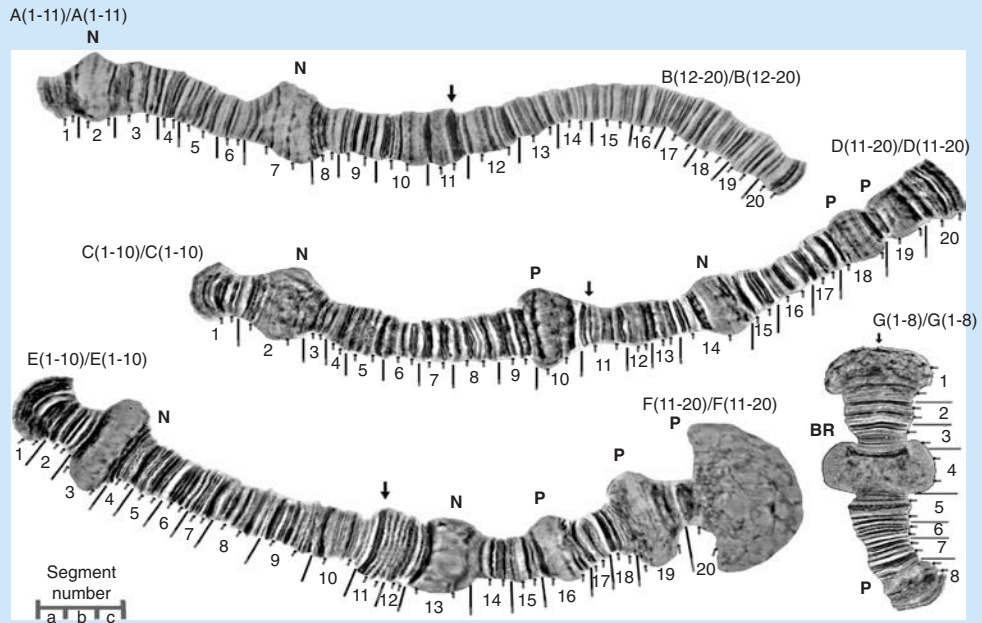 A(1-11)/A(1-11)
N
N
B(12-20)/B(12-20)
1 2 3 4 5 6 7 8 9 10 11 12 13 14 15 16 17 18 19 20
D(11-20)/D(11-20)
P
P
C(1-10)/C(1-10)
N
P
N
1 2 3 4 5 6 7 8 9 10 11 12 13 14 15 16 17 18 19 20
G(1-8)/G(1-8)
E(1-10)/E(1-10)
N
F(11-20)/F(11-20)
P
P
N
P
1 2 3 4 5 6 7 8 9 10 11 12 13 14 15 16 17 18 19 20
BR
1
2
3
4
5
6
7
8
P
Segment
number
a b c